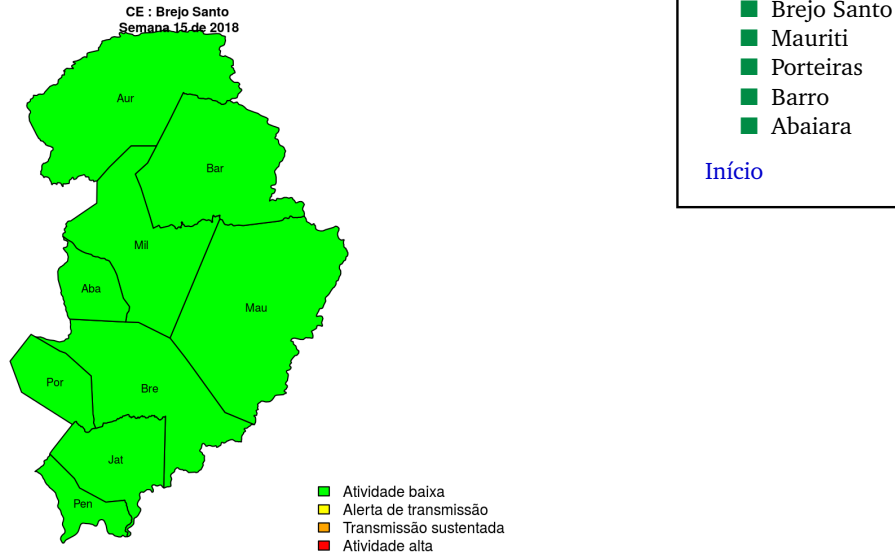 CE : Brejo Santo
Semana 15 de 2018
Aur
Bar
Mil
Aba
Mau
Por
Bre
Jat
Pen
Atividade baixa
Alerta de transmissão
Transmissão sustentada
Atividade alta
Brejo Santo
Mauriti
Porteiras
Barro
Abaiara
Início